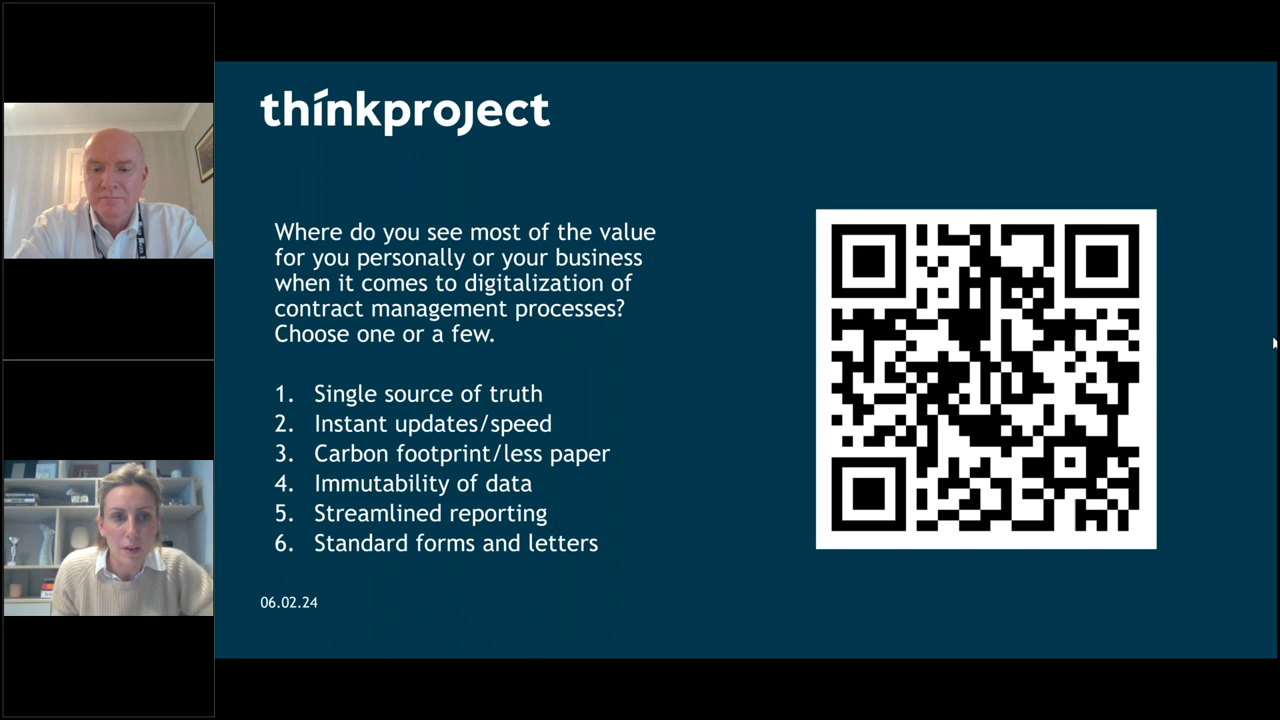 thinkproject
Where do you see most of the value
for you personally or your business
when it comes to digitalization of
contract management processes?
Choose one or a few.
1. Single source of truth
2. Instant updates/speed
3. Carbon footprint/less paper
4. Immutability of data
5. Streamlined reporting
6. Standard forms and letters
06.02.24